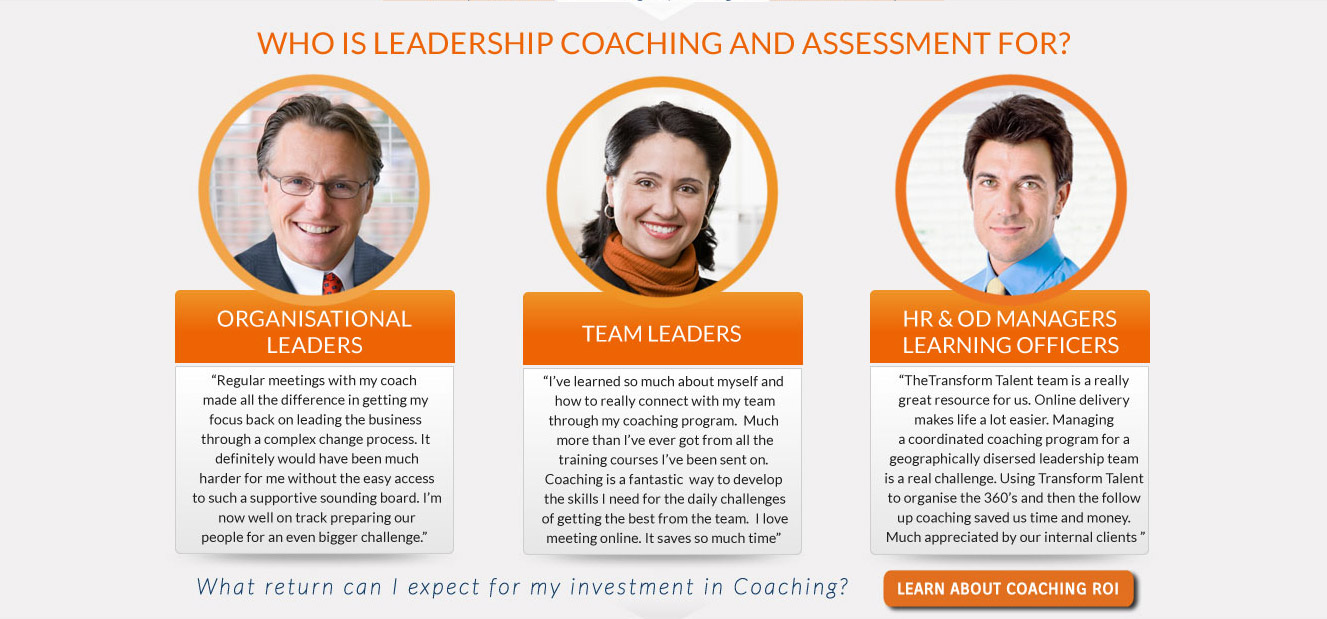 WHO IS LEADERSHIP COACHING AND ASSESSMENT FOR?
ORGANISATIONAL
LEADERS
“Regular meetings with my coach
made all the difference in getting my
focus back on leading the business
through a complex change process. It
definitely would have been much
harder for me without the easy access
to such a supportive sounding board. I’m
now well on track preparing our
people for an even bigger challenge.”
TEAM LEADERS
“I’ve learned so much about myself and
how to really connect with my team
through my coaching program.  Much
more than I’ve ever got from all the
training courses I’ve been sent on.
Coaching is a fantastic  way to develop
the skills I need for the daily challenges
of getting the best from the team.  I love
meeting online. It saves so much time”
HR & OD MANAGERS
LEARNING OFFICERS
“TheTransform Talent team is a really
great resource for us. Online delivery
makes life a lot easier. Managing
a coordinated coaching program for a
geographically disersed leadership team
is a real challenge. Using Transform Talent
to organise the 360’s and then the follow
up coaching saved us time and money.
Much appreciated by our internal clients ”
What return can I expect for my investment in Coaching?
LEARN ABOUT COACHING ROI